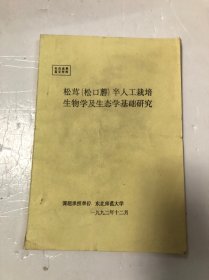 松茸(松口蘑)半人工栽培
生物学及生态学基础研究
课题承担单位 东北师范大学
一九九二年十二月